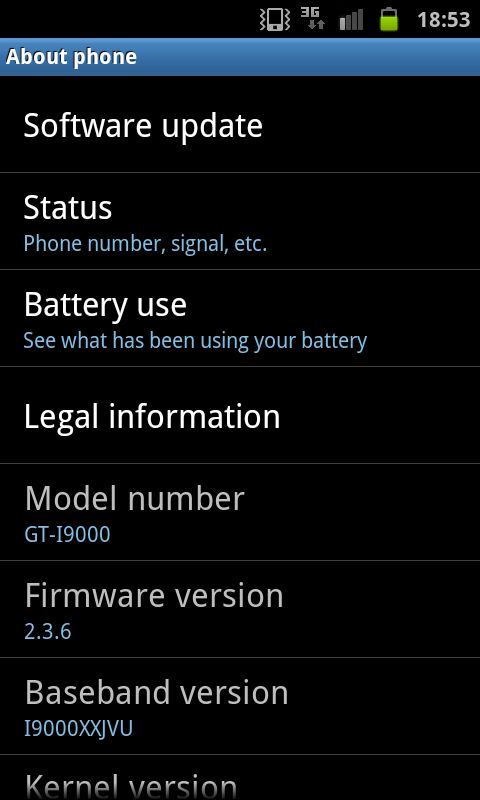 3G 18:53
About phone
Software update
Status
Phone number, signal, etc.
Battery use
See what has been using your battery
Legal information
Model number
GT-I9000
Firmware version
2.3.6
Baseband version
I9000XXJVU
Kernel version